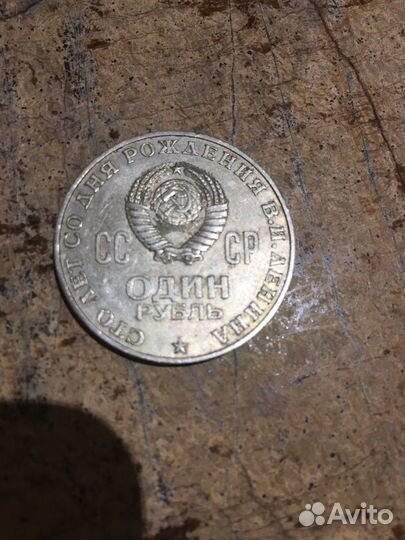 СТО ЛЕТ СО ДНЯ РОЖДЕНИЯ В.И.ЛЕНИНА
СС СР
ОДИН
РУБЛЬ
Avito